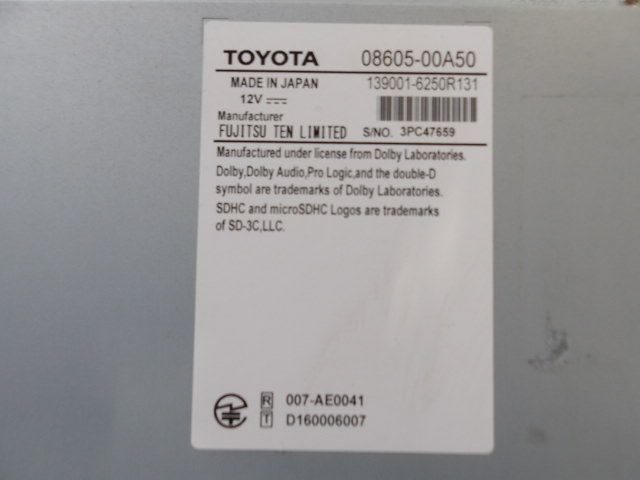 TOYOTA 08605-00A50
MADE IN JAPAN 139001-6250R131
12V
Manufacturer
FUJITSU TEN LIMITED S/NO. 3PC47659
Manufactured under license from Dolby Laboratories.
Dolby,Dolby Audio,Pro Logic,and the double-D
symbol are trademarks of Dolby Laboratories.
SDHC and microSDHC Logos are trademarks
of SD-3C,LLC.
R 007-AE0041
T D160006007